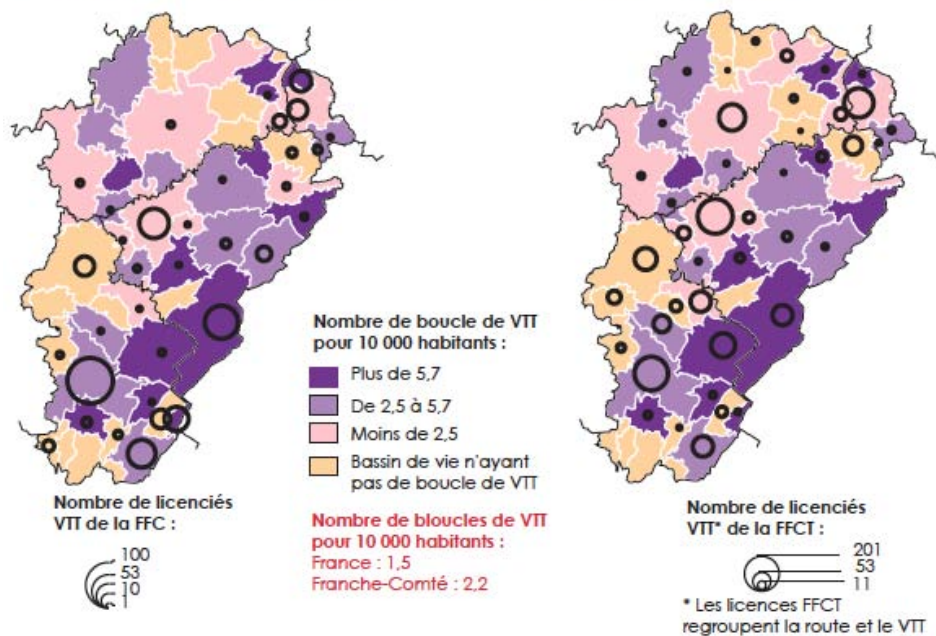 Nombre de boucle de VTT
pour 10 000 habitants :
Plus de 5,7
De 2,5 à 5,7
Moins de 2,5
Bassin de vie n'ayant
pas de boucle de VTT
Nombre de licenciés
VTT de la FFC :
100
53
10
1
Nombre de bloucles de VTT
pour 10 000 habitants :
France : 1,5
Franche-Comté : 2,2
Nombre de licenciés
VTT* de la FFCT :
201
53
11
* Les licences FFCT
regroupent la route et le VTT